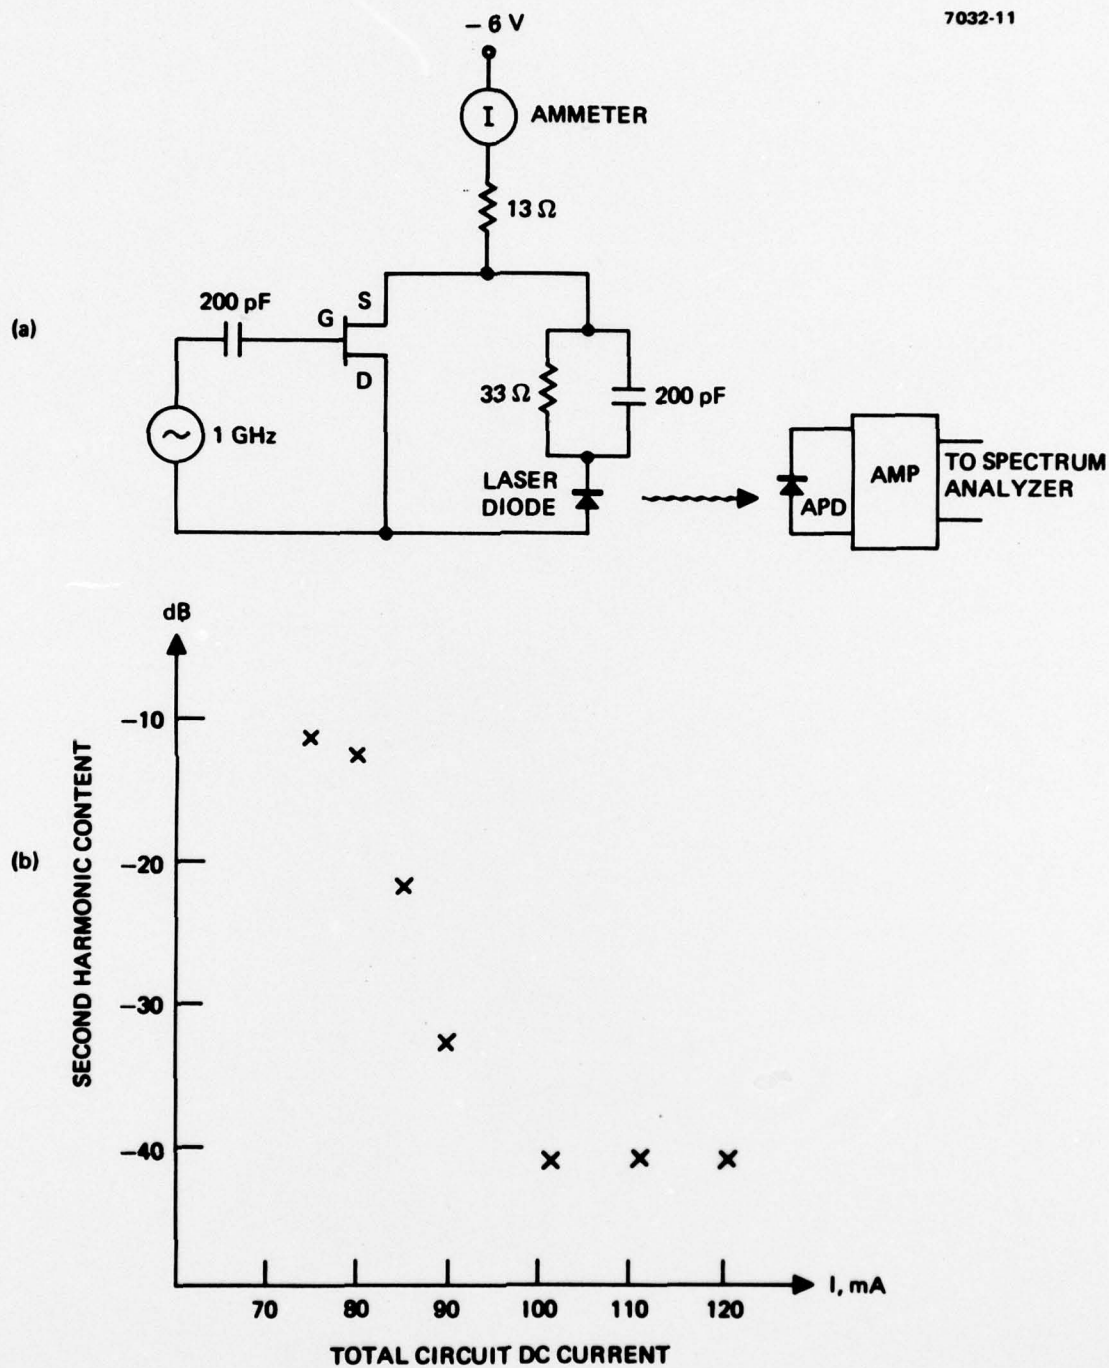 7032-11
− 6 V
I AMMETER
13 Ω
200 pF
S
G
D
(a)
1 GHz
33 Ω
200 pF
LASER
DIODE
APD
AMP
TO SPECTRUM
ANALYZER
dB
−10
−20
−30
−40
SECOND HARMONIC CONTENT
(b)
70 80 90 100 110 120
I, mA
TOTAL CIRCUIT DC CURRENT